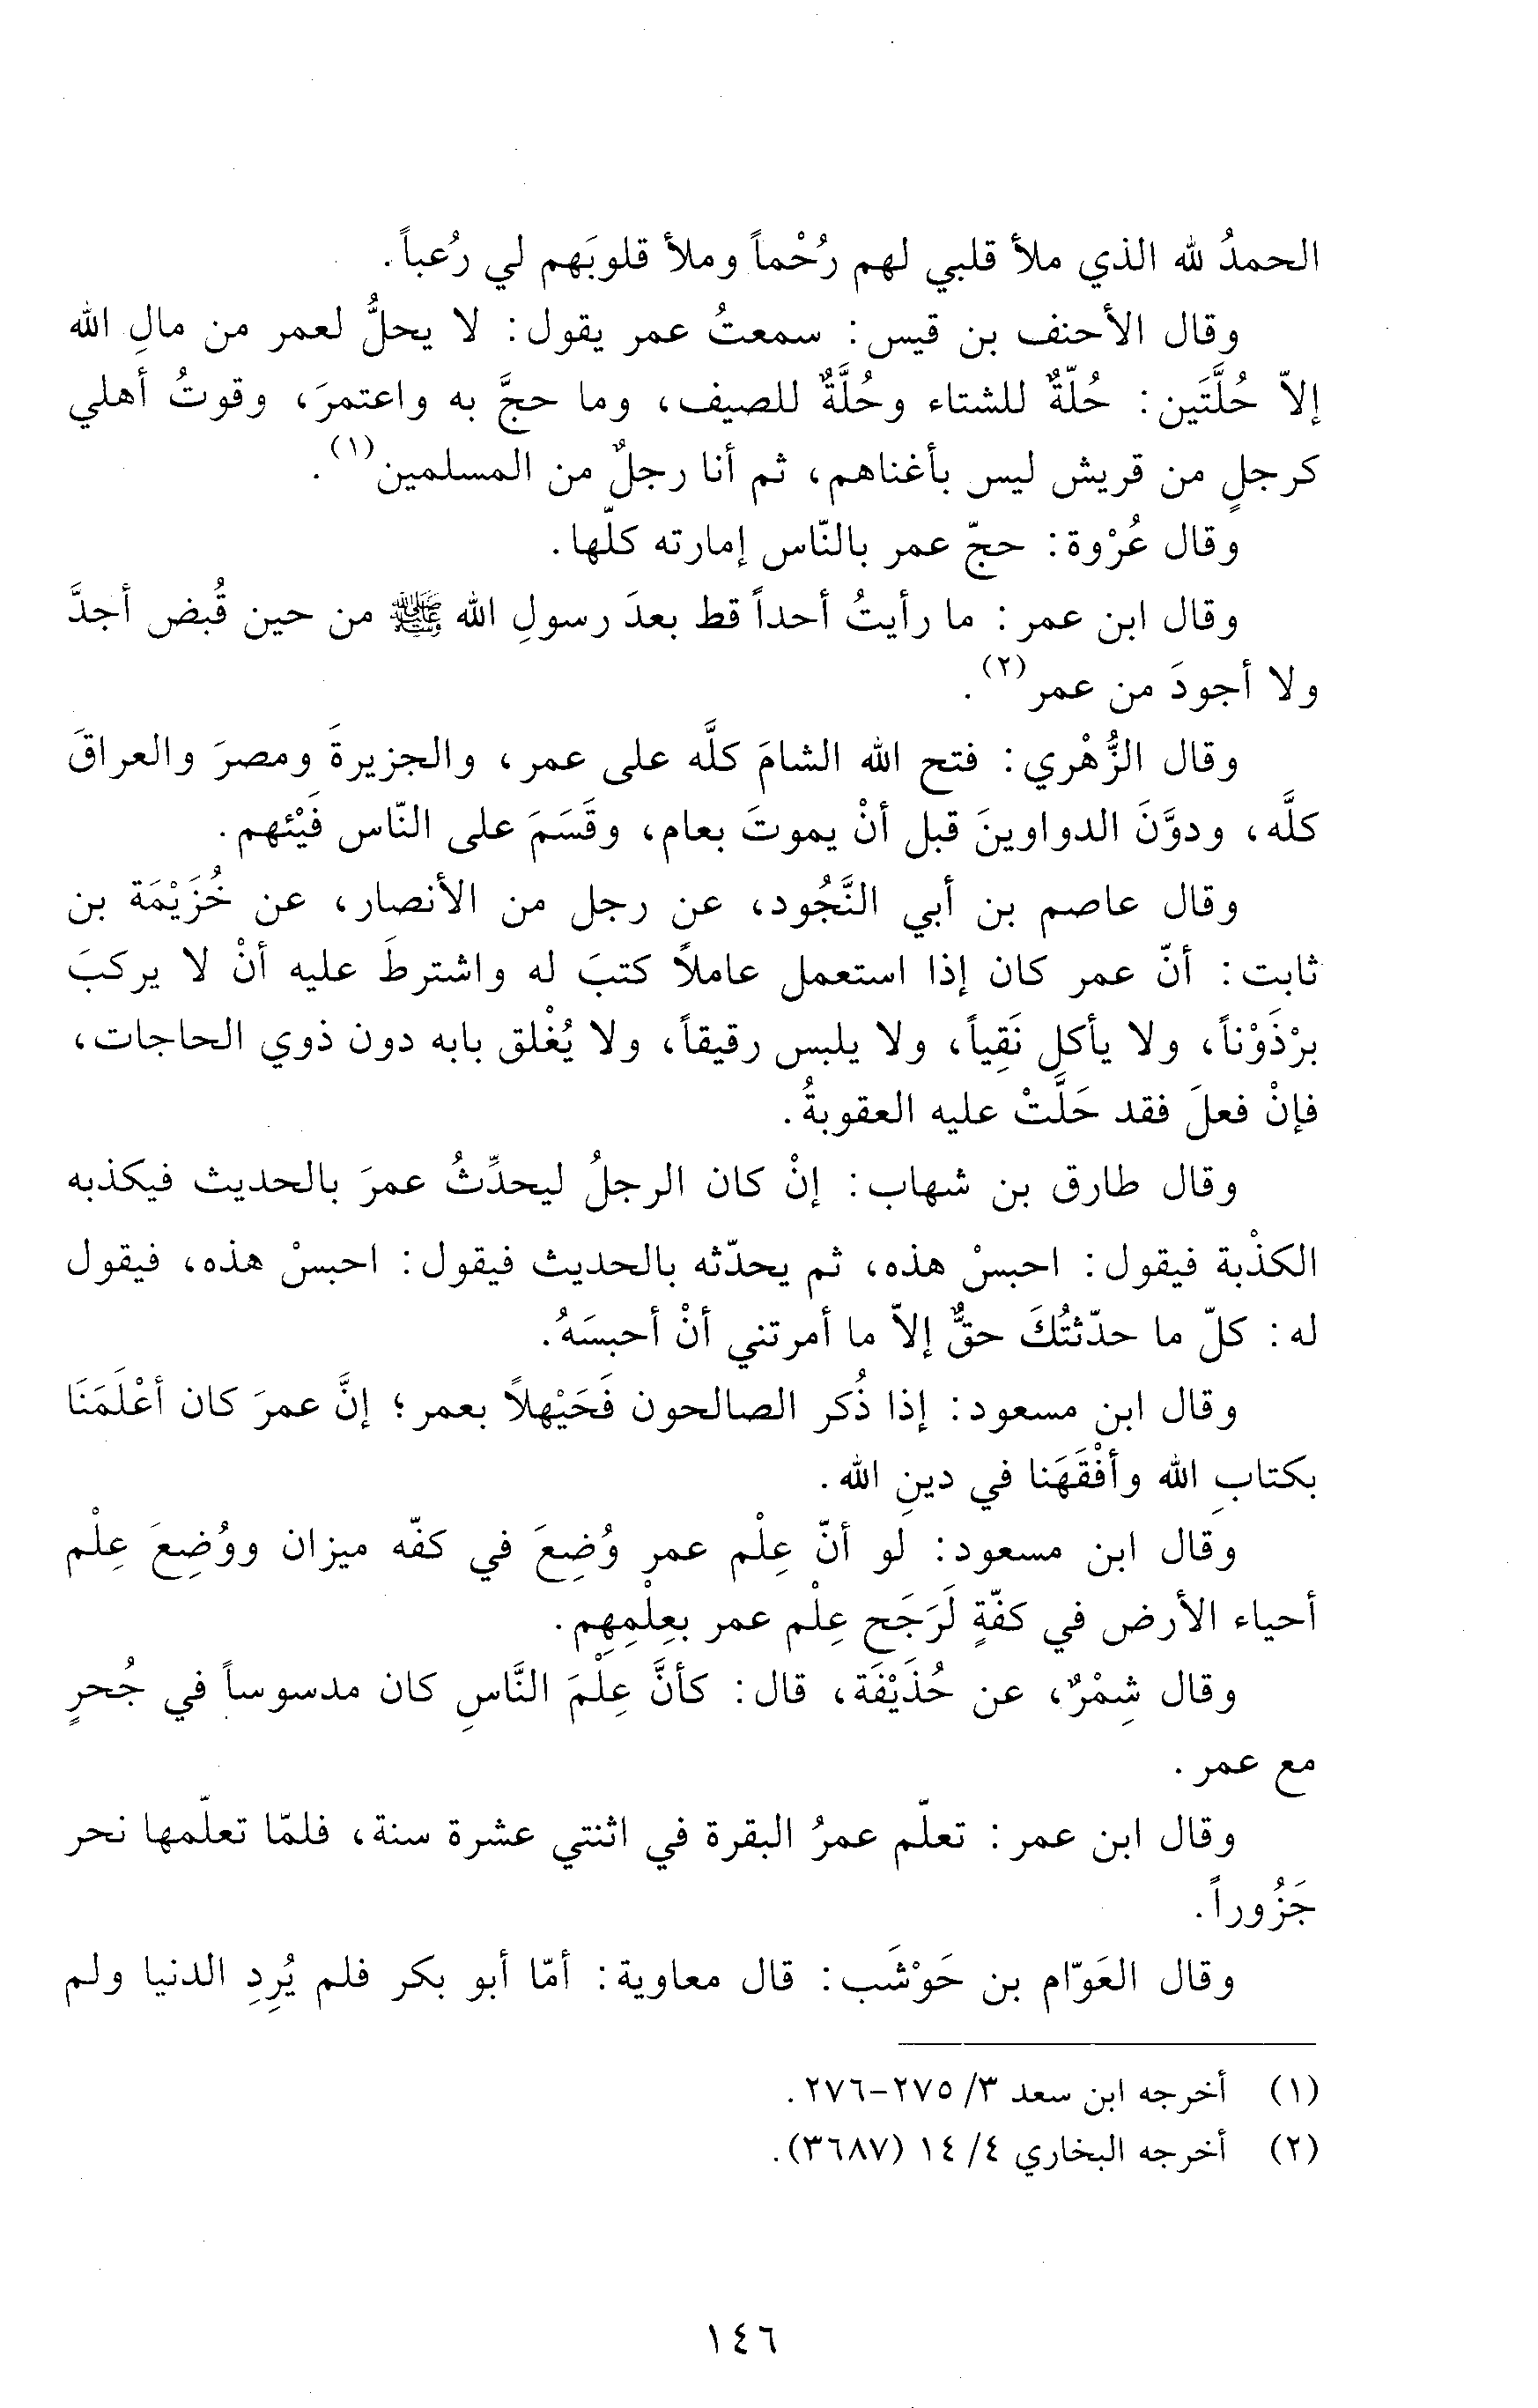 الحمدُ لله الذي ملأ قلبي لهم رُحْماً وملأ قلوبَهم لي رُعباً.
وقال الأحنف بن قيس: سمعتُ عمر يقول: لا يحلُّ لعمر من مالِ الله
إلاّ حُلَّتَين: حُلّةٌ للشتاء وحُلَّةٌ للصيف، وما حجَّ به واعتمرَ، وقوتُ أهلي
كرجلٍ من قريش ليس بأغناهم، ثم أنا رجلٌ من المسلمين(١).
وقال عُرْوة: حجّ عمر بالنّاس إمارته كلّها.
وقال ابن عمر: ما رأيتُ أحداً قط بعدَ رسولِ الله ﷺ من حين قُبض أجدَّ
ولا أجودَ من عمر(٢).
وقال الزُّهْري: فتح الله الشامَ كلَّه على عمر، والجزيرةَ ومصرَ والعراقَ
كلَّه، ودوَّنَ الدواوينَ قبل أنْ يموتَ بعام، وقَسَمَ على النّاس فَيْئهم.
وقال عاصم بن أبي النَّجُود، عن رجل من الأنصار، عن خُزَيْمَة بن
ثابت: أنّ عمر كان إذا استعمل عاملاً كتبَ له واشترطَ عليه أنْ لا يركبَ
برْذَوْناً، ولا يأكل نَقِياً، ولا يلبس رقيقاً، ولا يُغْلق بابه دون ذوي الحاجات،
فإنْ فعلَ فقد حَلَّتْ عليه العقوبةُ.
وقال طارق بن شهاب: إنْ كان الرجلُ ليحدِّثُ عمرَ بالحديث فيكذبه
الكذْبة فيقول: احبسْ هذه، ثم يحدّثه بالحديث فيقول: احبسْ هذه، فيقول
له: كلّ ما حدّثتُكَ حقٌّ إلاّ ما أمرتني أنْ أحبسَهُ.
وقال ابن مسعود: إذا ذُكر الصالحون فَحَيْهلاً بعمر؛ إنَّ عمرَ كان أعْلَمَنَا
بكتابِ الله وأفْقَهَنا في دينِ الله.
وقال ابن مسعود: لو أنّ عِلْم عمر وُضِعَ في كفّه ميزان ووُضِعَ عِلْم
أحياء الأرض في كفّةٍ لَرَجَح عِلْم عمر بعِلْمِهِم.
وقال شِمْرٌ، عن حُذَيْفَة، قال: كأنَّ عِلْمَ النَّاسِ كان مدسوساً في جُحرٍ
مع عمر.
وقال ابن عمر: تعلّم عمرُ البقرة في اثنتي عشرة سنة، فلمّا تعلّمها نحر
جَزُوراً.
وقال العَوّام بن حَوْشَب: قال معاوية: أمّا أبو بكر فلم يُرِدِ الدنيا ولم
(١) أخرجه ابن سعد ٣/ ٢٧٥-٢٧٦.
(٢) أخرجه البخاري ٤/ ١٤ (٣٦٨٧).
١٤٦